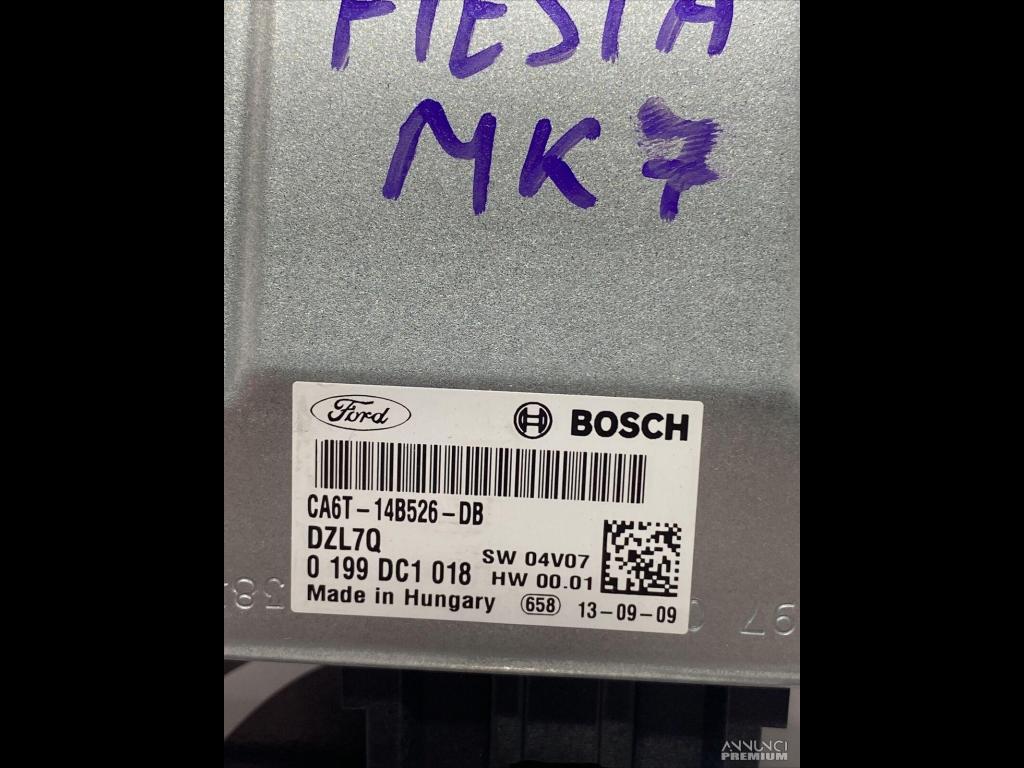 FIESTA
MK7
Ford BOSCH
CA6T-14B526-DB
DZL7Q
SW 04V07
0 199 DC1 018
HW 00.01
Made in Hungary
658
13-09-09
97
ANNUNCI
PREMIUM